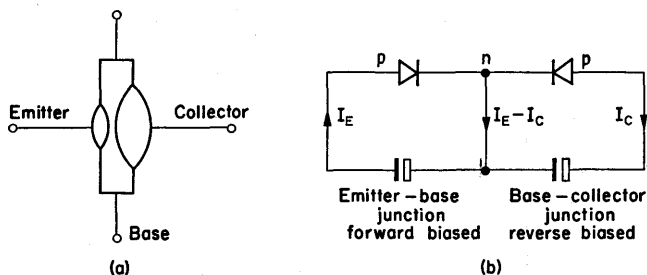 Emitter
Collector
Base
(a)
p
n
p
I_E
I_E – I_C
I_C
Emitter – base
junction
forward biased
Base – collector
junction
reverse biased
(b)